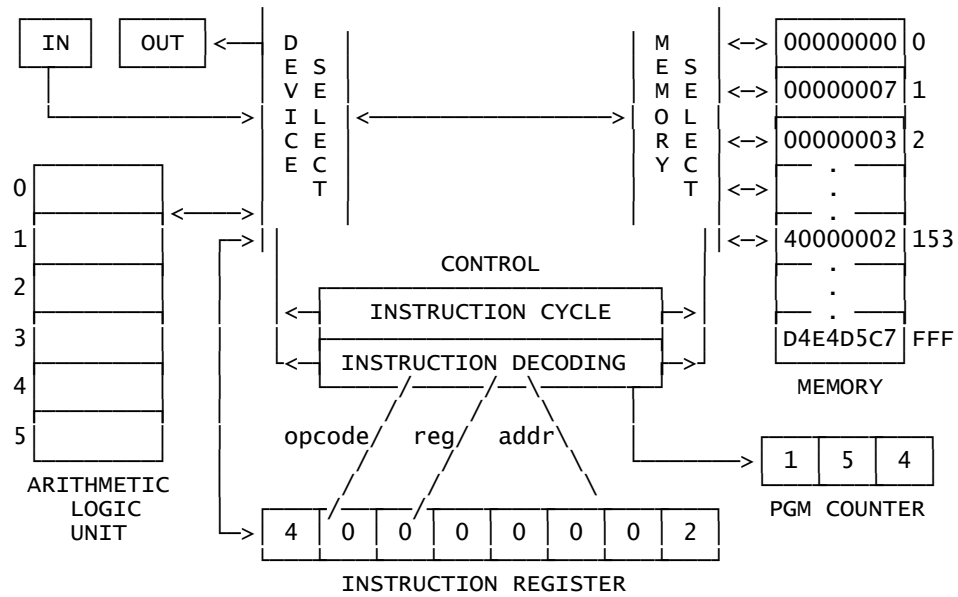 IN
OUT
DEVICE
SELECT
MEMORY
SELECT
00000000 0
00000007 1
00000003 2
.
.
.
40000002 153
.
.
.
D4E4D5C7 FFF
MEMORY
0
1
2
3
4
5
ARITHMETIC
LOGIC
UNIT
CONTROL
INSTRUCTION CYCLE
INSTRUCTION DECODING
opcode reg addr
1 5 4
PGM COUNTER
4 0 0 0 0 0 0 2
INSTRUCTION REGISTER